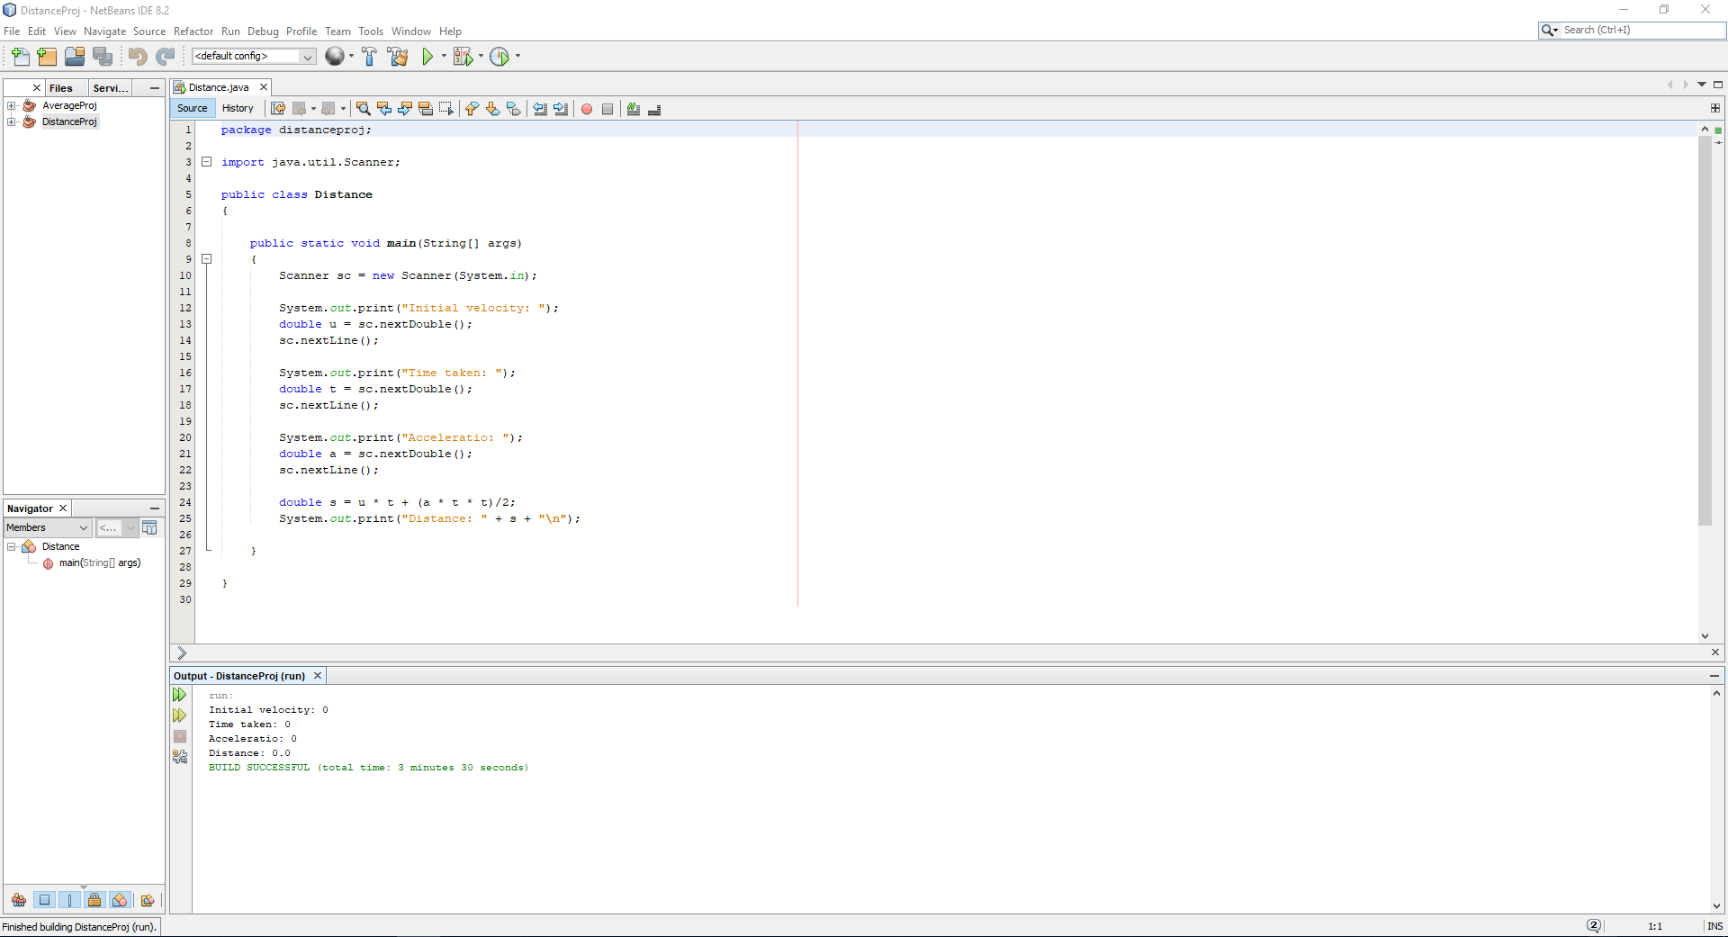 DistanceProj - NetBeans IDE 8.2
File Edit View Navigate Source Refactor Run Debug Profile Team Tools Window Help
Search (Ctrl+I)
<default config>
Files Servi...
AverageProj
DistanceProj
Distance.java
Source History
1 package distanceproj;
2
3 import java.util.Scanner;
4
5 public class Distance
6 {
7
8 public static void main(String[] args)
9 {
10 Scanner sc = new Scanner(System.in);
11
12 System.out.print("Initial velocity: ");
13 double u = sc.nextDouble();
14 sc.nextLine();
15
16 System.out.print("Time taken: ");
17 double t = sc.nextDouble();
18 sc.nextLine();
19
20 System.out.print("Acceleratio: ");
21 double a = sc.nextDouble();
22 sc.nextLine();
23
24 double s = u * t + (a * t * t)/2;
25 System.out.print("Distance: " + s + "\n");
26
27 }
28
29 }
30
Navigator
Members <...
Distance
main(String[] args)
Output - DistanceProj (run)
run:
Initial velocity: 0
Time taken: 0
Acceleratio: 0
Distance: 0.0
BUILD SUCCESSFUL (total time: 3 minutes 30 seconds)
Finished building DistanceProj (run).
2 1:1 INS